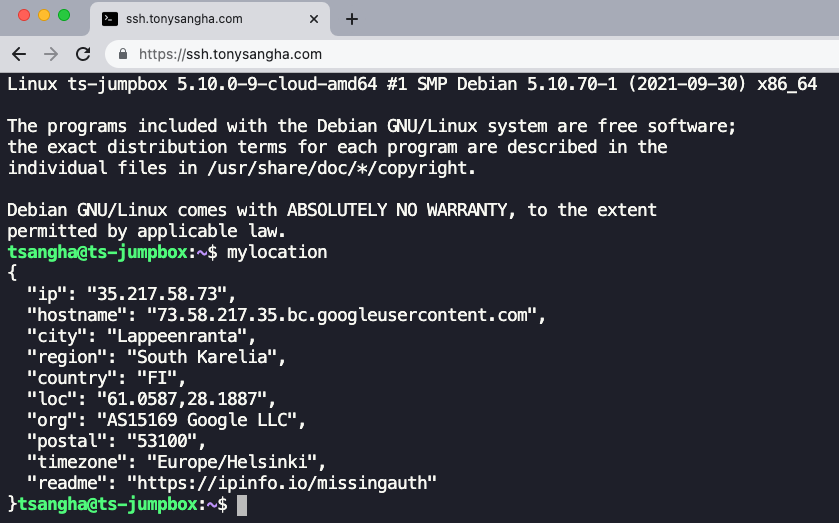 ssh.tonysangha.com
https://ssh.tonysangha.com
Linux ts-jumpbox 5.10.0-9-cloud-amd64 #1 SMP Debian 5.10.70-1 (2021-09-30) x86_64
The programs included with the Debian GNU/Linux system are free software;
the exact distribution terms for each program are described in the
individual files in /usr/share/doc/*/copyright.
Debian GNU/Linux comes with ABSOLUTELY NO WARRANTY, to the extent
permitted by applicable law.
tsangha@ts-jumpbox:~$ mylocation
{
  "ip": "35.217.58.73",
  "hostname": "73.58.217.35.bc.googleusercontent.com",
  "city": "Lappeenranta",
  "region": "South Karelia",
  "country": "FI",
  "loc": "61.0587,28.1887",
  "org": "AS15169 Google LLC",
  "postal": "53100",
  "timezone": "Europe/Helsinki",
  "readme": "https://ipinfo.io/missingauth"
}tsangha@ts-jumpbox:~$